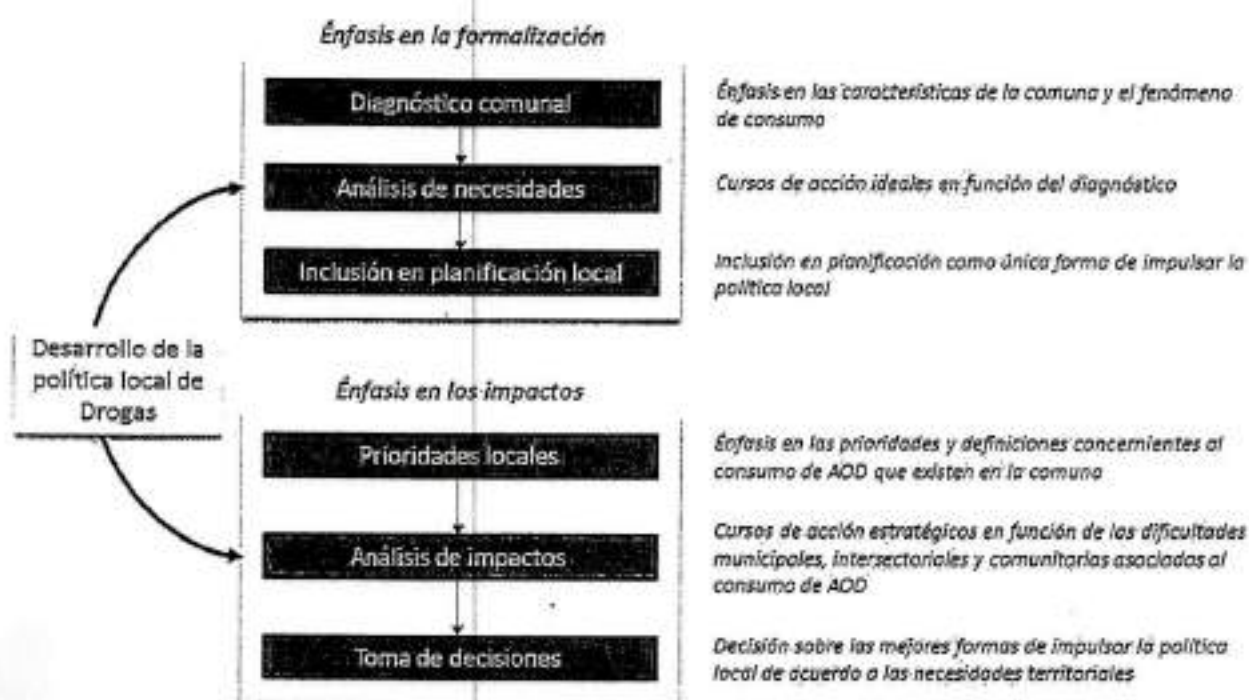 Énfasis en la formalización
Diagnóstico comunal
Énfasis en las características de la comuna y el fenómeno
de consumo
Análisis de necesidades
Cursos de acción ideales en función del diagnóstico
Inclusión en planificación local
Inclusión en planificación como única forma de impulsar la
política local
Desarrollo de la
política local de
Drogas
Énfasis en los impactos
Prioridades locales
Énfasis en las prioridades y definiciones concernientes al
consumo de AOD que existen en la comuna
Análisis de impactos
Cursos de acción estratégicos en función de las dificultades
municipales, intersectoriales y comunitarias asociadas al
consumo de AOD
Toma de decisiones
Decisión sobre las mejores formas de impulsar la política
local de acuerdo a las necesidades territoriales